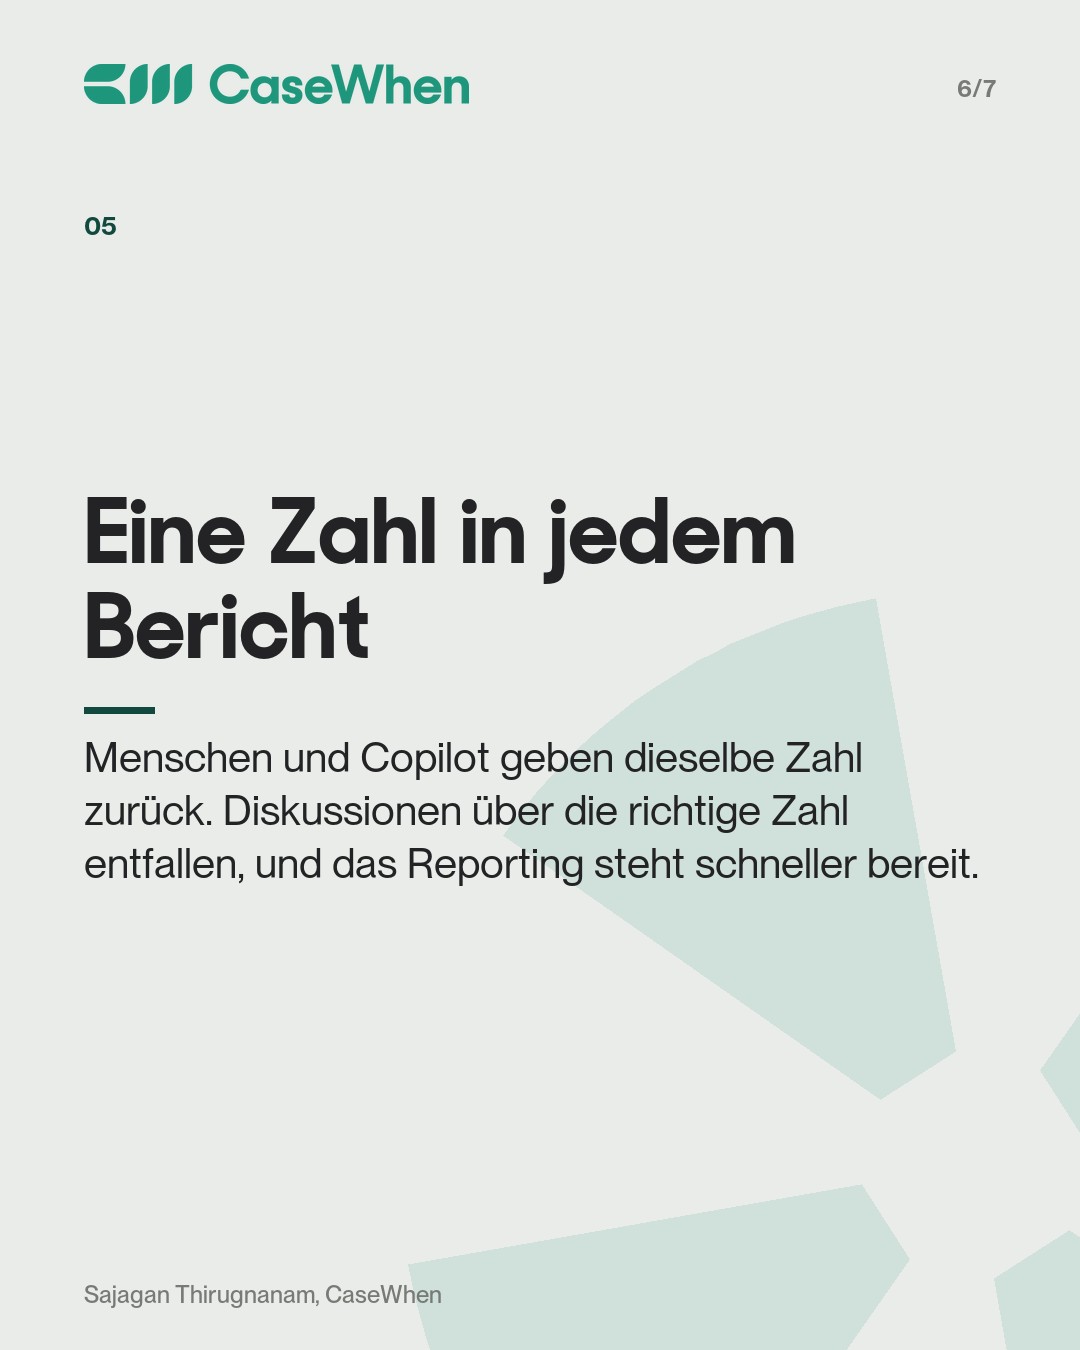 CaseWhen
6/7
05
Eine Zahl in jedem
Bericht
Menschen und Copilot geben dieselbe Zahl
zurück. Diskussionen über die richtige Zahl
entfallen, und das Reporting steht schneller bereit.
Sajagan Thirugnanam, CaseWhen